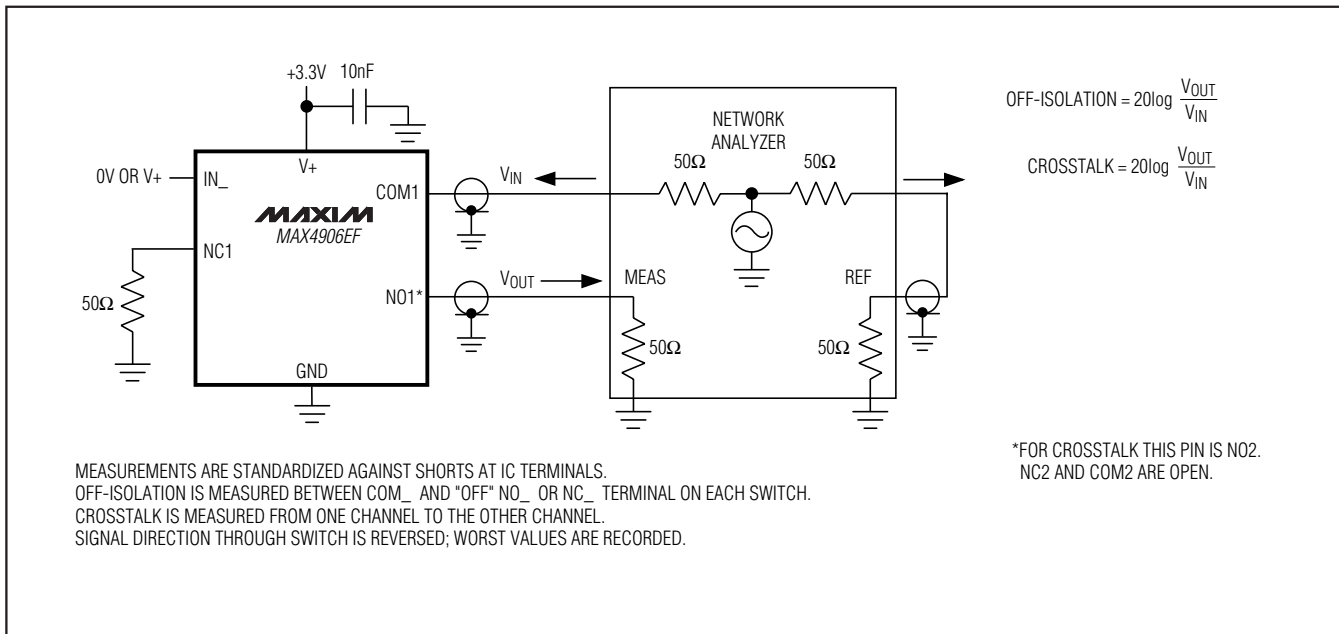 +3.3V 10nF
V+
0V OR V+
IN_
COM1
MAXIM
MAX4906EF
NC1
NO1*
50Ω
GND
VIN
VOUT
NETWORK
ANALYZER
50Ω 50Ω
MEAS REF
50Ω 50Ω
OFF-ISOLATION = 20log VOUT
VIN
CROSSTALK = 20log VOUT
VIN
MEASUREMENTS ARE STANDARDIZED AGAINST SHORTS AT IC TERMINALS.
OFF-ISOLATION IS MEASURED BETWEEN COM_ AND "OFF" NO_ OR NC_ TERMINAL ON EACH SWITCH.
CROSSTALK IS MEASURED FROM ONE CHANNEL TO THE OTHER CHANNEL.
SIGNAL DIRECTION THROUGH SWITCH IS REVERSED; WORST VALUES ARE RECORDED.
*FOR CROSSTALK THIS PIN IS NO2.
NC2 AND COM2 ARE OPEN.